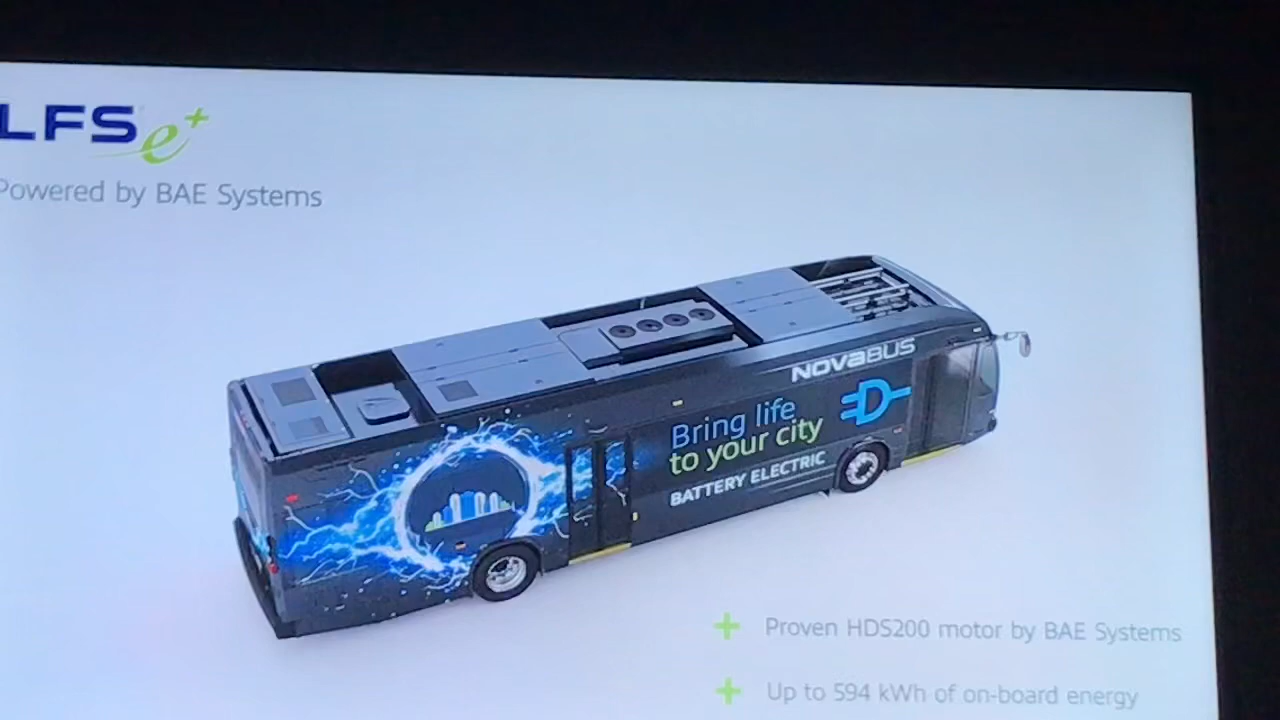 LFSe+
Powered by BAE Systems
NOVABUS
Bring life
to your city
BATTERY ELECTRIC
Proven HDS200 motor by BAE Systems
Up to 594 kWh of on-board energy